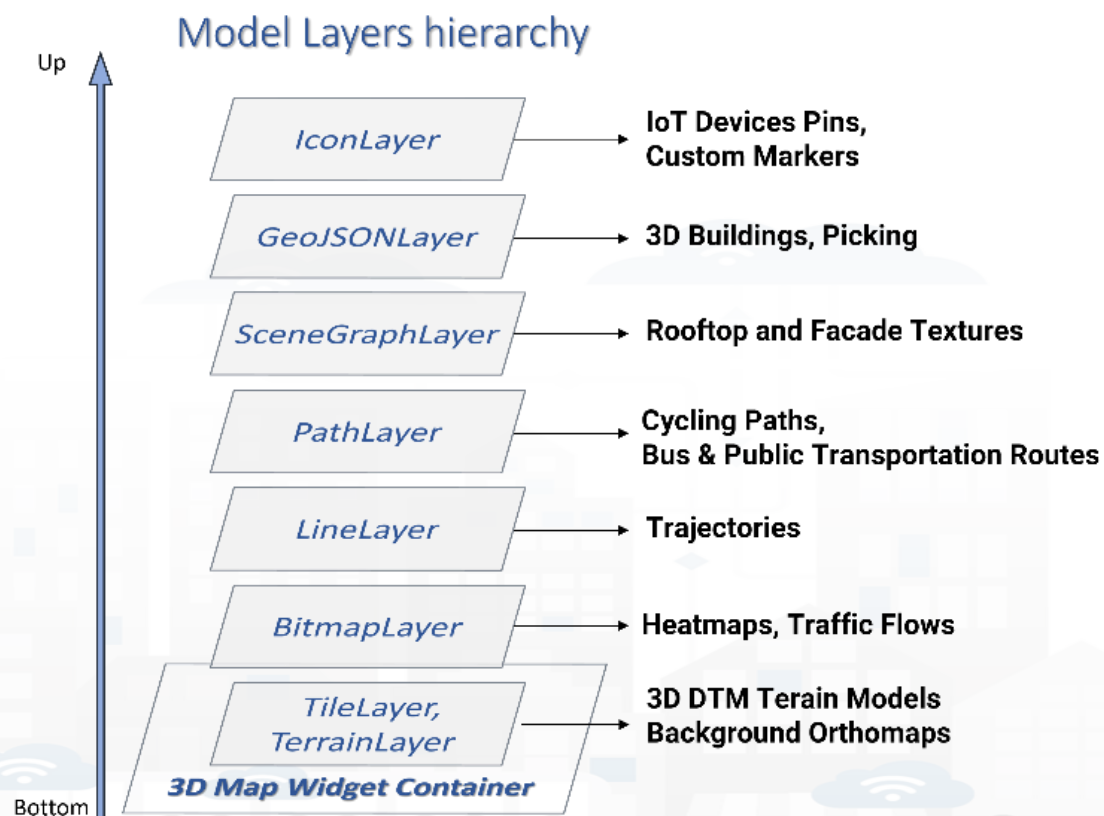 Model Layers hierarchy
Up
IconLayer
IoT Devices Pins,
Custom Markers
GeoJSONLayer
3D Buildings, Picking
SceneGraphLayer
Rooftop and Facade Textures
PathLayer
Cycling Paths,
Bus & Public Transportation Routes
LineLayer
Trajectories
BitmapLayer
Heatmaps, Traffic Flows
TileLayer,
TerrainLayer
3D DTM Terain Models
Background Orthomaps
3D Map Widget Container
Bottom